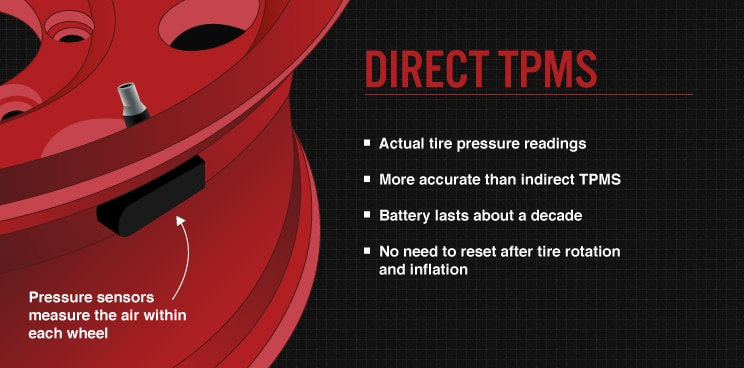 DIRECT TPMS
Actual tire pressure readings
More accurate than indirect TPMS
Battery lasts about a decade
No need to reset after tire rotation
and inflation
Pressure sensors
measure the air within
each wheel